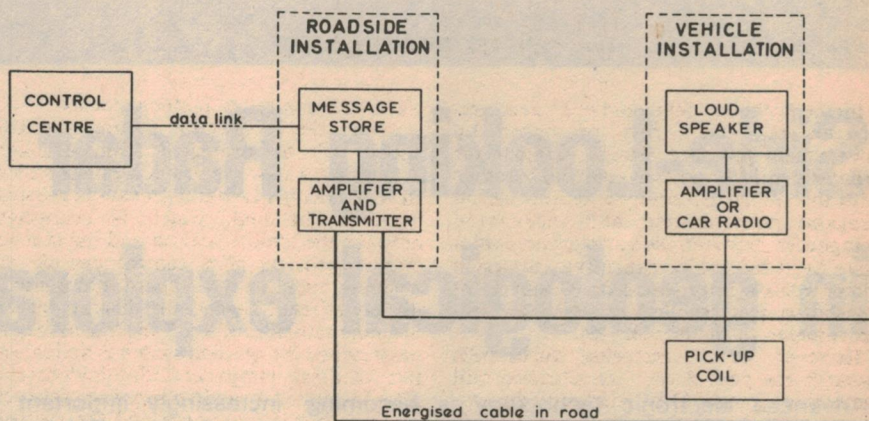 ROADSIDE
INSTALLATION
VEHICLE
INSTALLATION
CONTROL
CENTRE
data link
MESSAGE
STORE
AMPLIFIER
AND
TRANSMITTER
LOUD
SPEAKER
AMPLIFIER
OR
CAR RADIO
PICK-UP
COIL
Energised cable in road